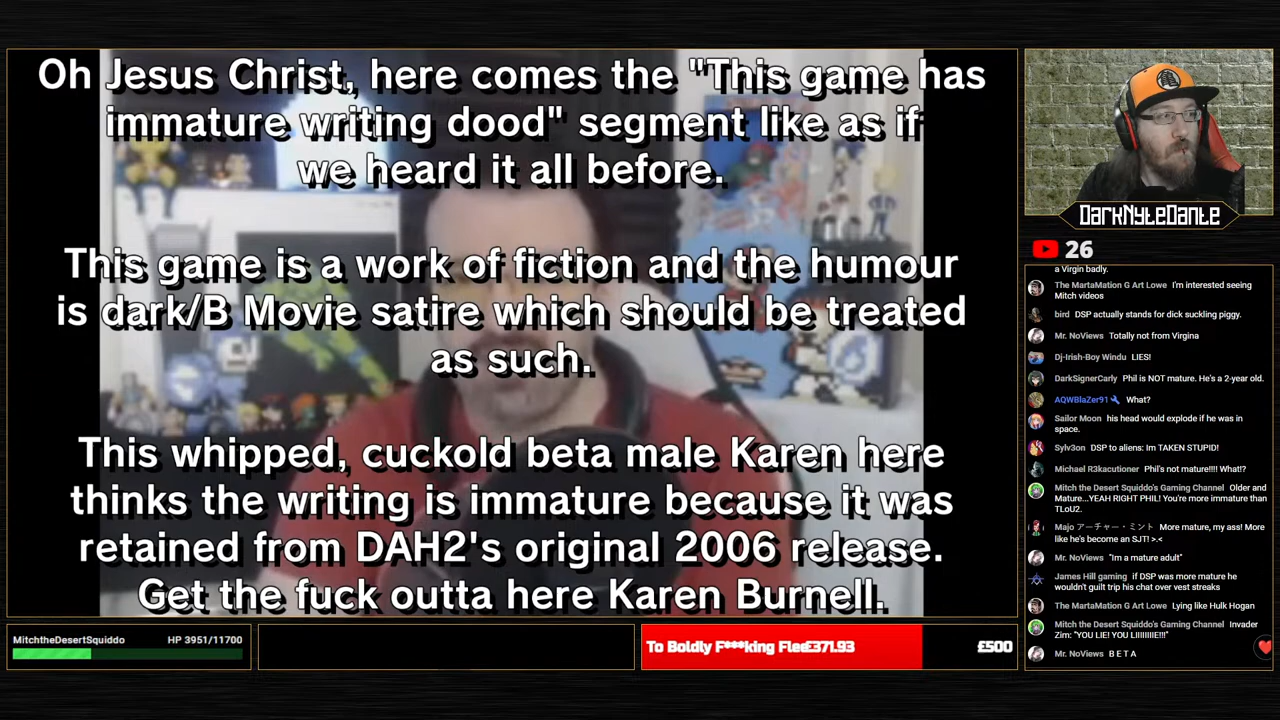 Oh Jesus Christ, here comes the "This game has
immature writing dood" segment like as if
we heard it all before.
This game is a work of fiction and the humour
is dark/B Movie satire which should be treated
as such.
This whipped, cuckold beta male Karen here
thinks the writing is immature because it was
retained from DAH2's original 2006 release.
Get the fuck outta here Karen Burnell.
MitchtheDesertSquiddo HP 3951/11700
To Boldly F***king Flee £371.93 £500
DarkNyteDante
26
a Virgin badly.
The MartaMation G Art Lowe I'm interested seeing
Mitch videos
bird DSP actually stands for dick suckling piggy.
Mr. NoViews Totally not from Virgina
Dj-Irish-Boy Windu LIES!
DarkSignerCarly Phil is NOT mature. He's a 2-year old.
AQWBlaZer91 What?
Sailor Moon his head would explode if he was in
space.
Sylv3on DSP to aliens: Im TAKEN STUPID!
Michael R3kacutioner Phil's not mature!!!! What!?
Mitch the Desert Squiddo's Gaming Channel Older and
Mature...YEAH RIGHT PHIL! You're more immature than
TLoU2.
Majo アーチャー・ミント More mature, my ass! More
like he's become an SJT! >.<
Mr. NoViews "Im a mature adult"
James Hill gaming if DSP was more mature he
wouldn't guilt trip his chat over vest streaks
The MartaMation G Art Lowe Lying like Hulk Hogan
Mitch the Desert Squiddo's Gaming Channel Invader
Zim: "YOU LIE! YOU LIIIIIIIIE!!!"
Mr. NoViews B E T A